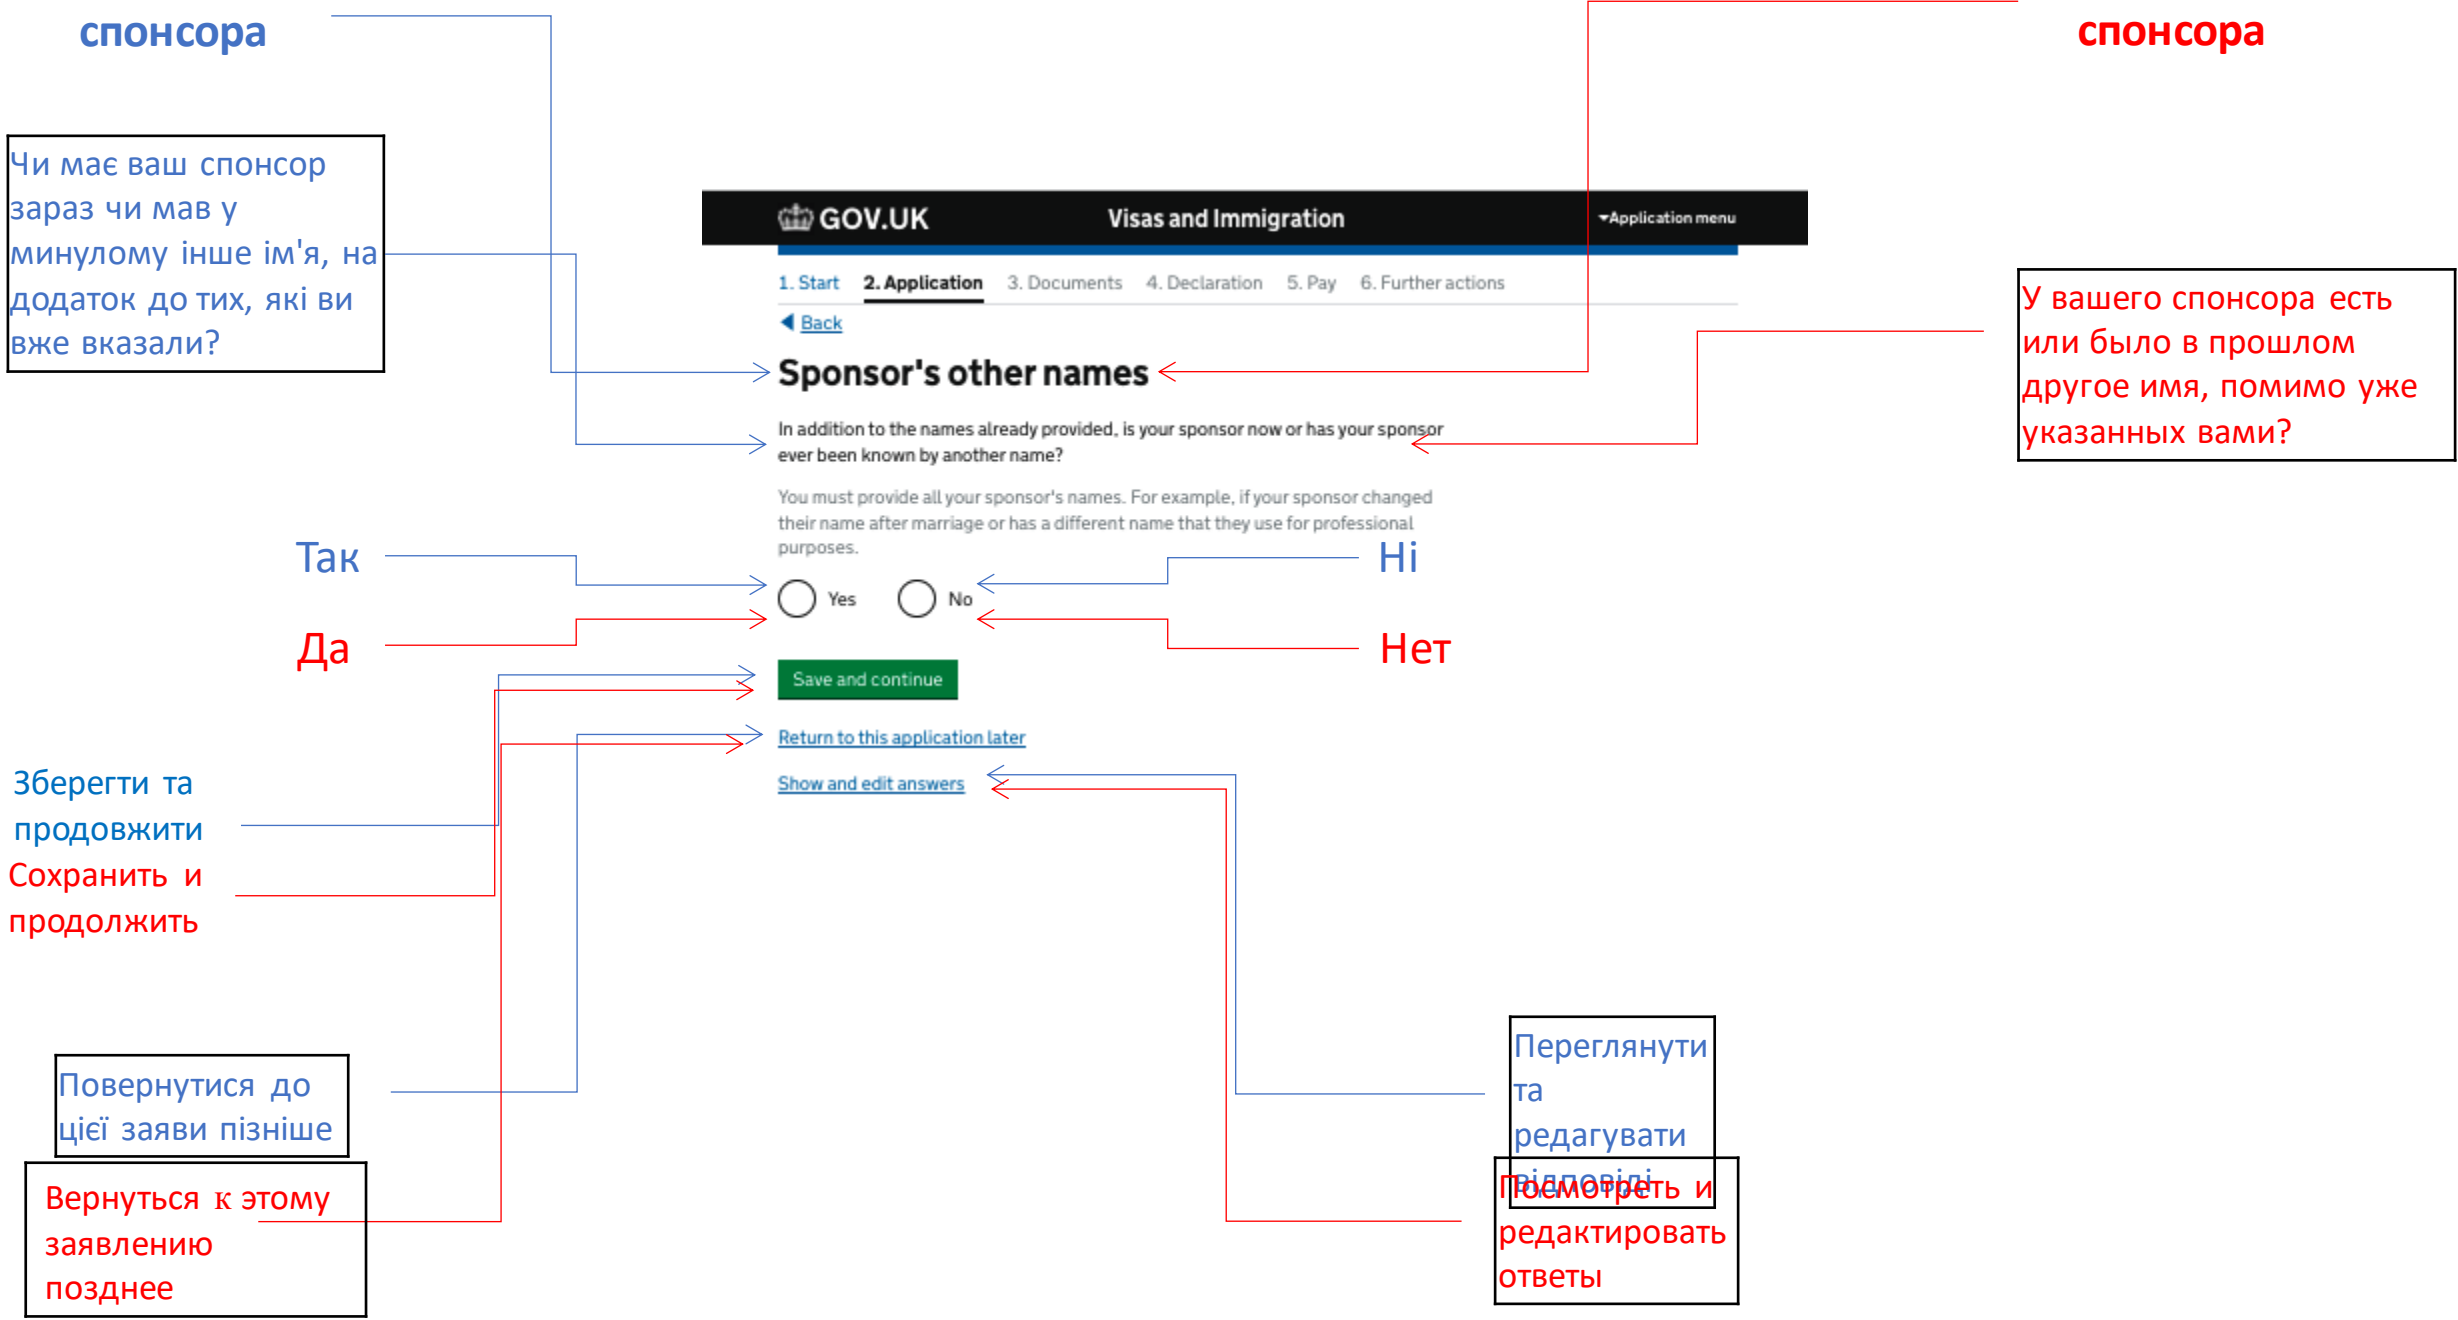 спонсора
спонсора
Чи має ваш спонсор
зараз чи мав у
минулому інше ім'я, на
додаток до тих, які ви
вже вказали?
GOV.UK
Visas and Immigration
Application menu
1. Start 2. Application 3. Documents 4. Declaration 5. Pay 6. Further actions
Back
Sponsor's other names
In addition to the names already provided, is your sponsor now or has your sponsor
ever been known by another name?
You must provide all your sponsor's names. For example, if your sponsor changed
their name after marriage or has a different name that they use for professional
purposes.
У вашего спонсора есть
или было в прошлом
другое имя, помимо уже
указанных вами?
Так
Ні
Yes
No
Да
Нет
Save and continue
Return to this application later
Show and edit answers
Зберегти та
продовжити
Сохранить и
продолжить
Повернутися до
цієї заяви пізніше
Вернуться к этому
заявлению
позднее
Переглянути
та
редагувати
відповіді
Посмотреть и
редактировать
ответы